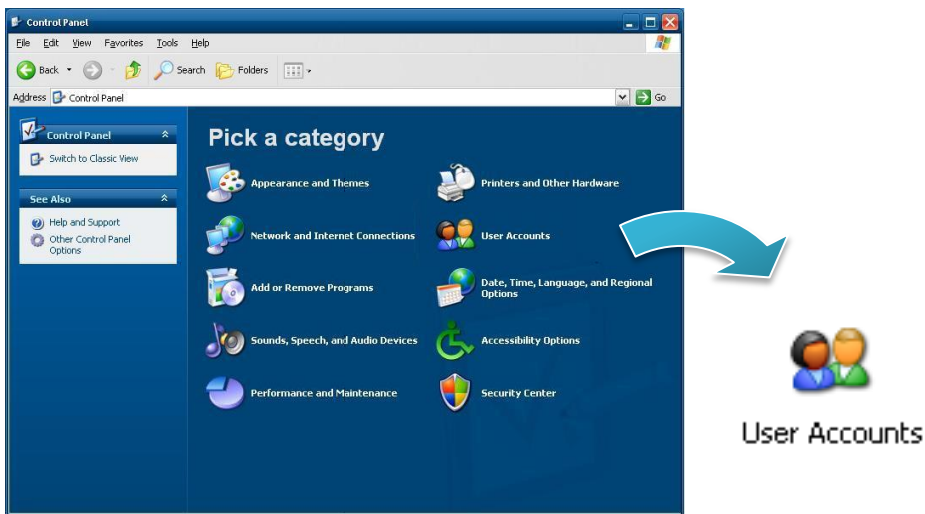 Control Panel
File Edit View Favorites Tools Help
Back Search Folders
Address Control Panel Go
Control Panel
Switch to Classic View
See Also
Help and Support
Other Control Panel
Options
Pick a category
Appearance and Themes
Printers and Other Hardware
Network and Internet Connections
User Accounts
Add or Remove Programs
Date, Time, Language, and Regional
Options
Sounds, Speech, and Audio Devices
Accessibility Options
Performance and Maintenance
Security Center
User Accounts